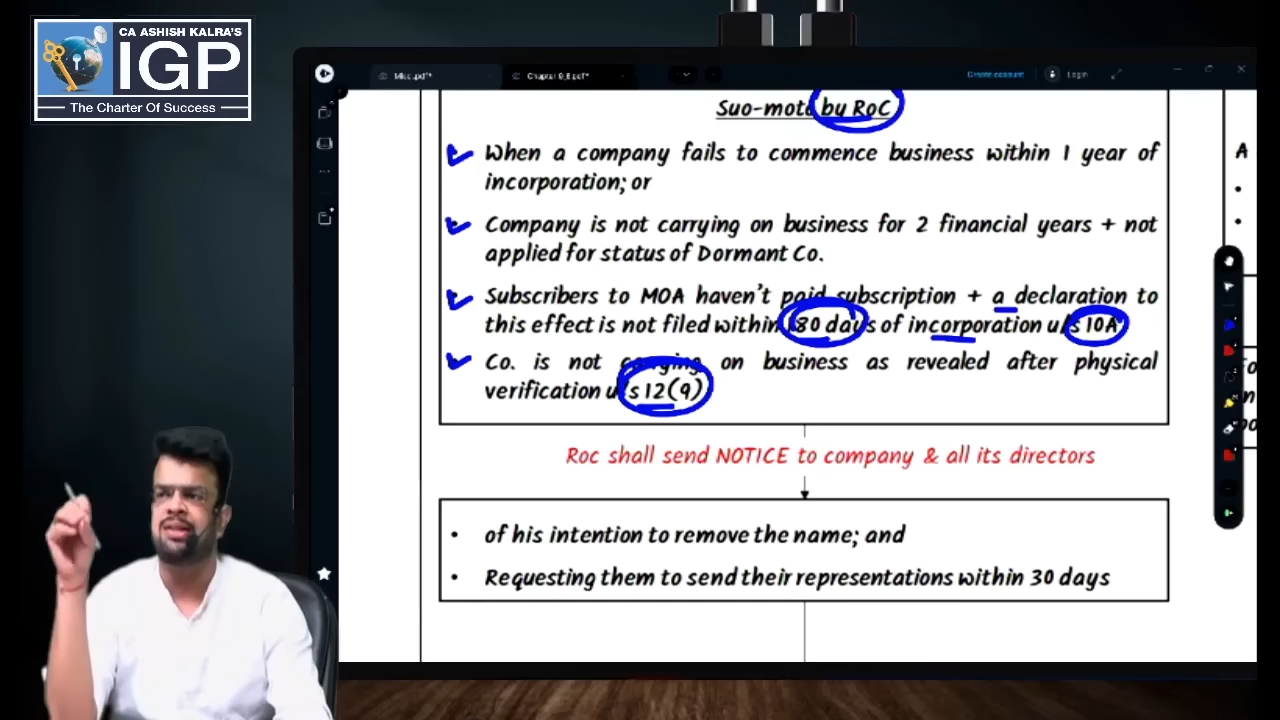 CA ASHISH KALRA'S
IGP
The Charter Of Success
Misc.pdf*
Create account
Login
Suo-moto by RoC
When a company fails to commence business within 1 year of
incorporation; or
Company is not carrying on business for 2 financial years + not
applied for status of Dormant Co.
Subscribers to MOA haven't paid subscription + a declaration to
this effect is not filed within 180 days of incorporation u/s 10A
Co. is not carrying on business as revealed after physical
verification u/s 12(9)
Roc shall send NOTICE to company & all its directors
• of his intention to remove the name; and
• Requesting them to send their representations within 30 days
A